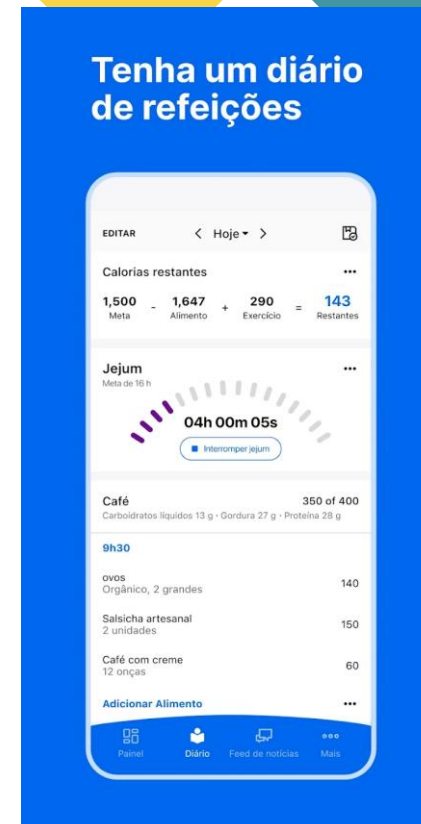 Tenha um diário
de refeições
EDITAR < Hoje ▾ >
Calorias restantes •••
1,500 - 1,647 + 290 = 143
Meta Alimento Exercício Restantes
Jejum •••
Meta de 16 h
04h 00m 05s
Interromper jejum
Café 350 of 400
Carboidratos líquidos 13 g • Gordura 27 g • Proteína 28 g
9h30
ovos
Orgânico, 2 grandes 140
Salsicha artesanal
2 unidades 150
Café com creme
12 onças 60
Adicionar Alimento •••
Painel Diário Feed de notícias Mais